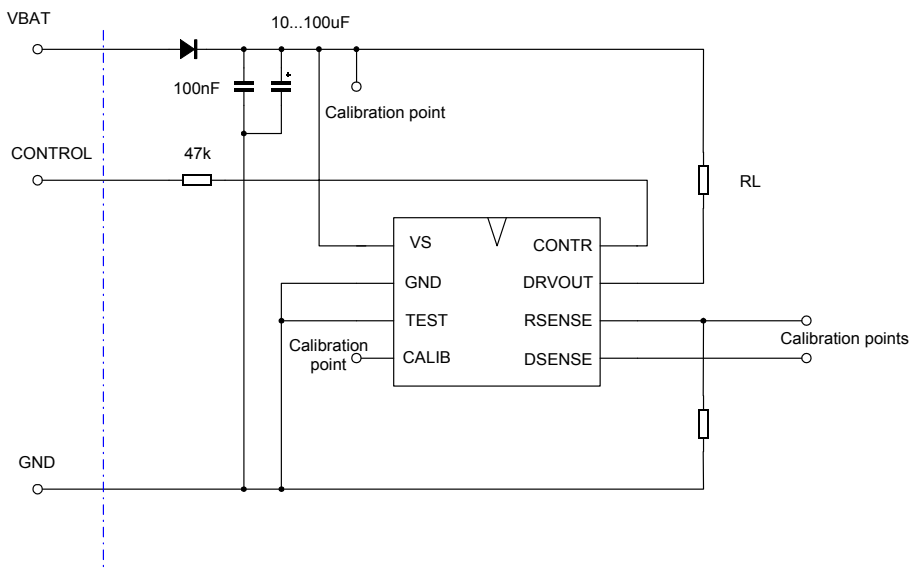 VBAT
10...100uF
100nF
Calibration point
CONTROL
47k
RL
VS
CONTR
GND
DRVOUT
TEST
RSENSE
Calibration
point
CALIB
DSENSE
Calibration points
GND